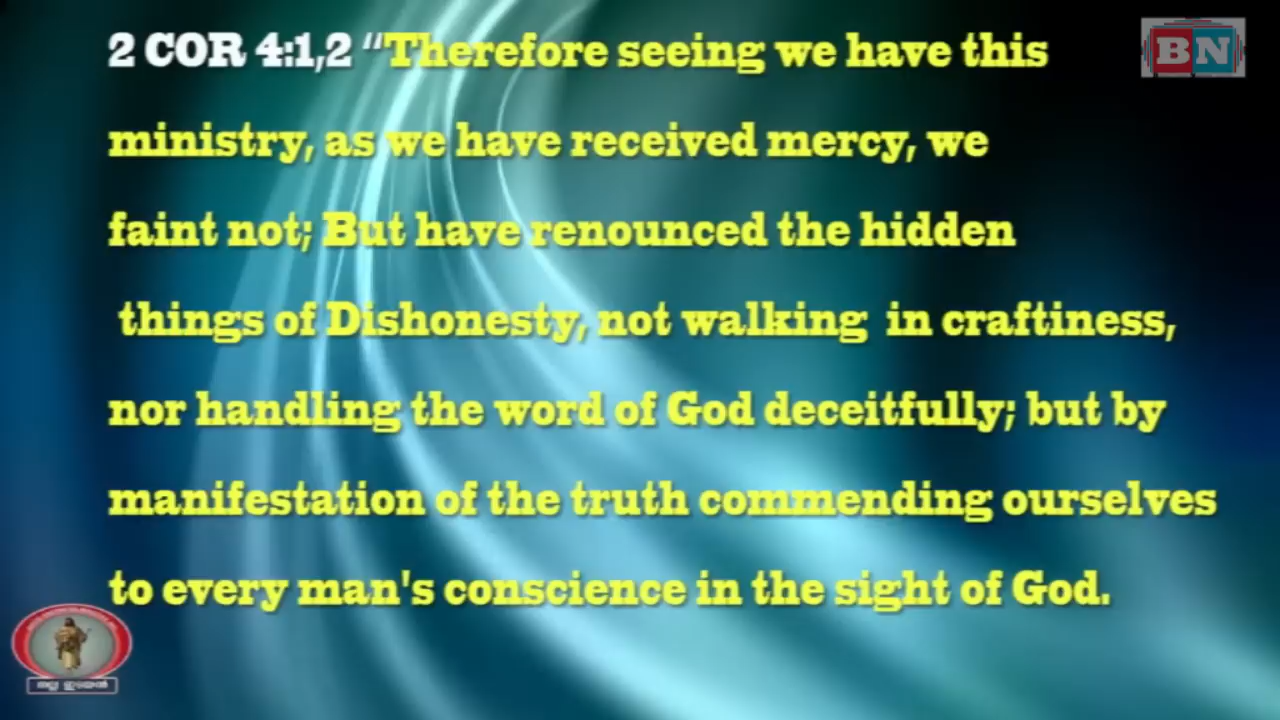 2 COR 4:1,2 “Therefore seeing we have this
ministry, as we have received mercy, we
faint not; But have renounced the hidden
things of Dishonesty, not walking in craftiness,
nor handling the word of God deceitfully; but by
manifestation of the truth commending ourselves
to every man's conscience in the sight of God.
BN